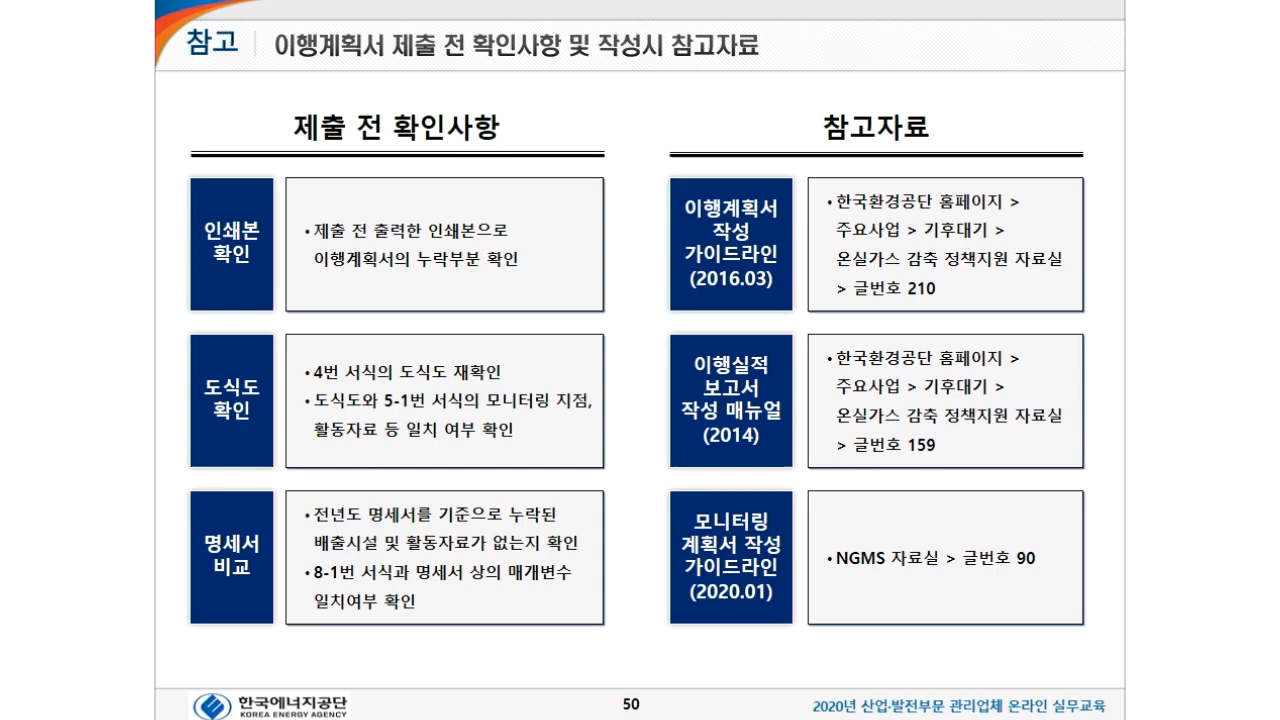 참고
이행계획서 제출 전 확인사항 및 작성시 참고자료
제출 전 확인사항
인쇄본
확인
• 제출 전 출력한 인쇄본으로
이행계획서의 누락부분 확인
도식도
확인
• 4번 서식의 도식도 재확인
• 도식도와 5-1번 서식의 모니터링 지점,
활동자료 등 일치 여부 확인
명세서
비교
• 전년도 명세서를 기준으로 누락된
배출시설 및 활동자료가 없는지 확인
• 8-1번 서식과 명세서 상의 매개변수
일치여부 확인
참고자료
이행계획서
작성
가이드라인
(2016.03)
• 한국환경공단 홈페이지 >
주요사업 > 기후대기 >
온실가스 감축 정책지원 자료실
> 글번호 210
이행실적
보고서
작성 매뉴얼
(2014)
• 한국환경공단 홈페이지 >
주요사업 > 기후대기 >
온실가스 감축 정책지원 자료실
> 글번호 159
모니터링
계획서 작성
가이드라인
(2020.01)
• NGMS 자료실 > 글번호 90
한국에너지공단
KOREA ENERGY AGENCY
50
2020년 산업·발전부문 관리업체 온라인 실무교육